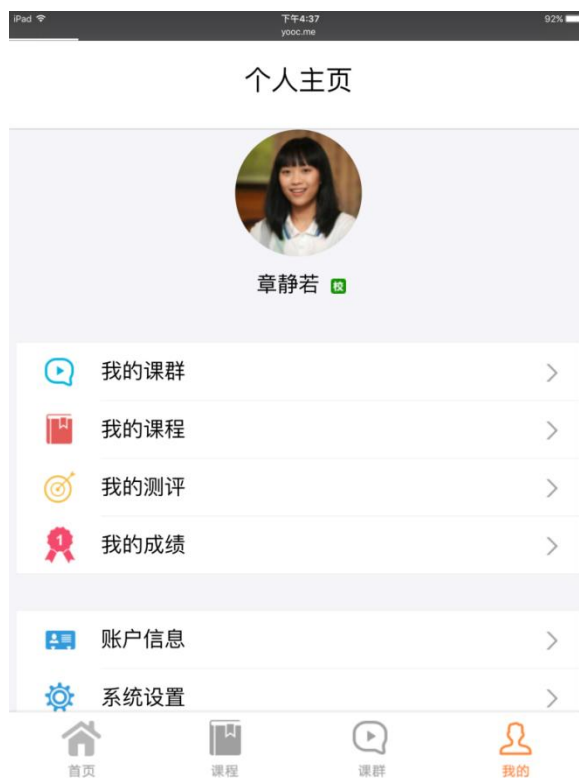 iPad 下午4:37 92%
yooc.me
个人主页
章静若 校
我的课群
我的课程
我的测评
1 我的成绩
账户信息
系统设置
首页 课程 课群 我的